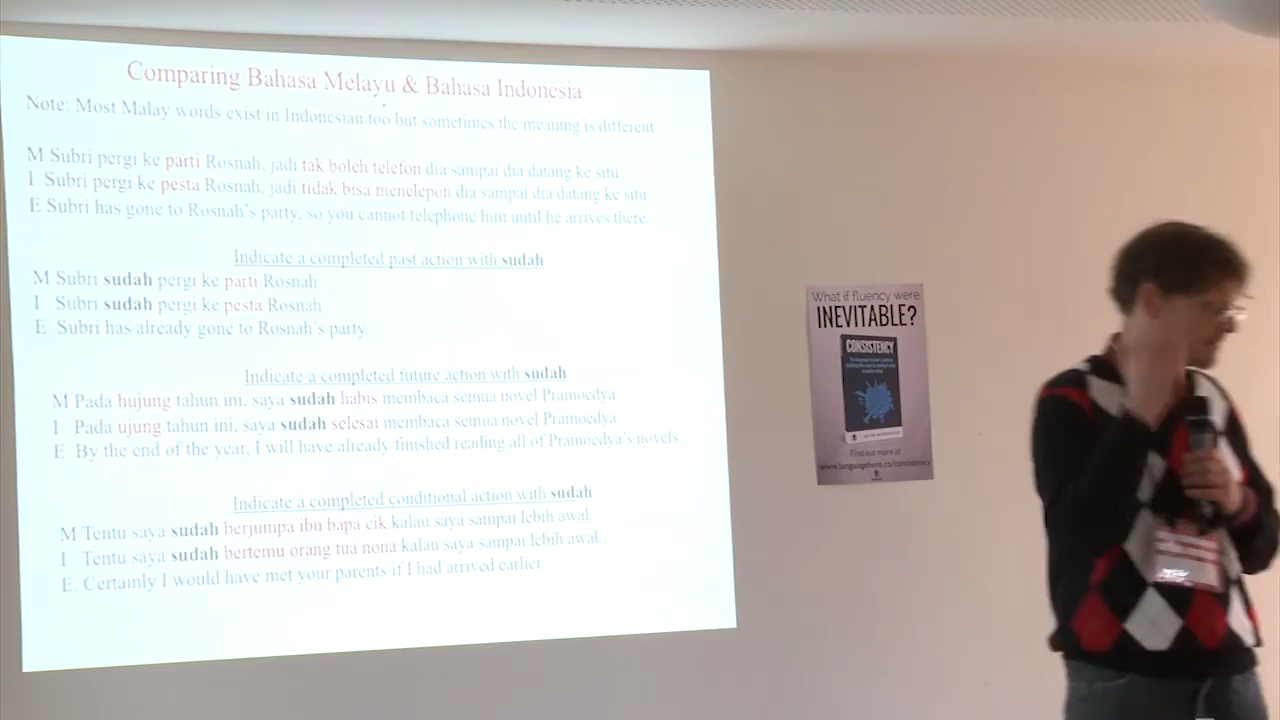 Comparing Bahasa Melayu & Bahasa Indonesia
Note: Most Malay words exist in Indonesian too but sometimes the meaning is different.
M Subri pergi ke parti Rosnah, jadi tak boleh telefon dia sampai dia datang ke situ.
I Subri pergi ke pesta Rosnah, jadi tidak bisa menelepon dia sampai dia datang ke situ.
E Subri has gone to Rosnah's party, so you cannot telephone him until he arrives there.
Indicate a completed past action with sudah
M Subri sudah pergi ke parti Rosnah
I Subri sudah pergi ke pesta Rosnah.
E Subri has already gone to Rosnah's party.
Indicate a completed future action with sudah
M Pada hujung tahun ini, saya sudah habis membaca semua novel Pramoedya.
I Pada ujung tahun ini, saya sudah selesai membaca semua novel Pramoedya.
E By the end of the year, I will have already finished reading all of Pramoedya's novels.
Indicate a completed conditional action with sudah
M Tentu saya sudah berjumpa ibu bapa cik kalau saya sampai lebih awal.
I Tentu saya sudah bertemu orang tua nona kalau saya sampai lebih awal..
E. Certainly I would have met your parents if I had arrived earlier
What if fluency were
INEVITABLE?
CONSISTENCY
Find out more at
www.languagehero.co/consistency